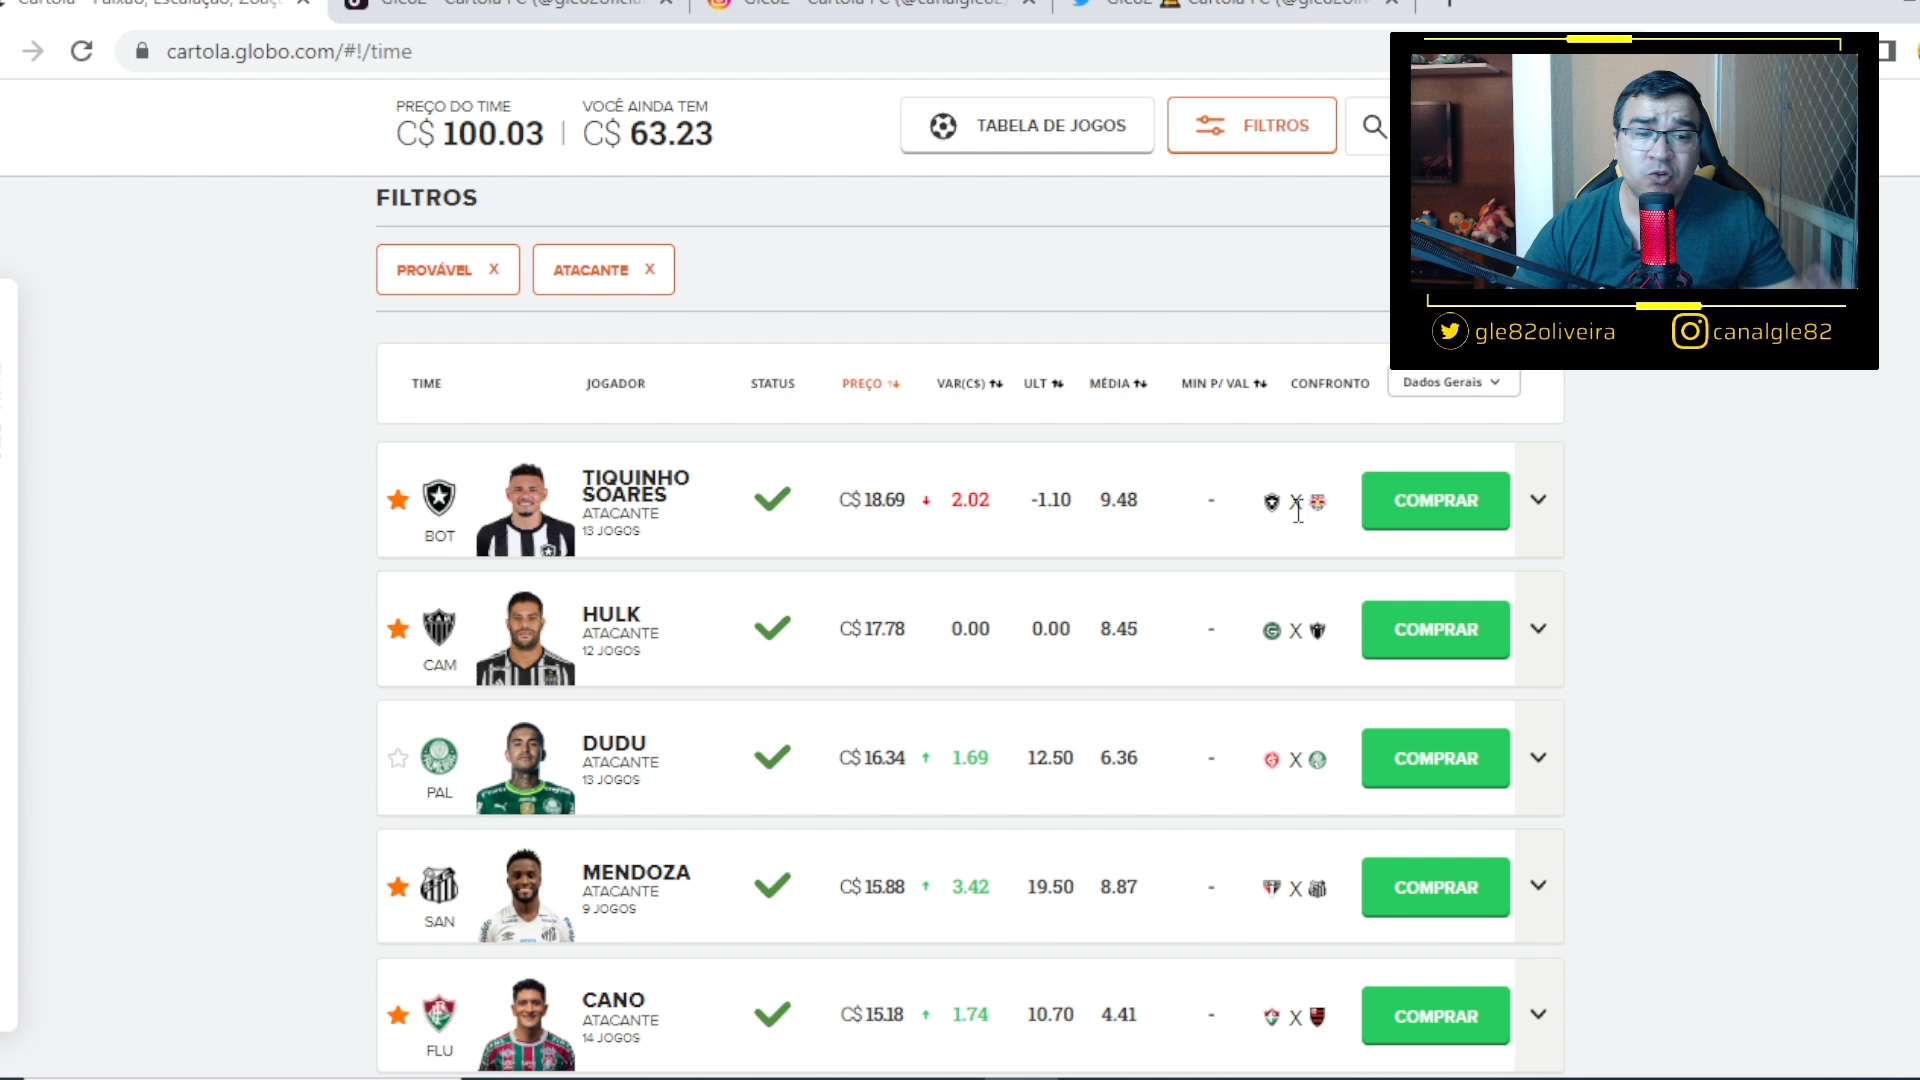 cartola.globo.com/#!/time
PREÇO DO TIME
C$ 100.03
VOCÊ AINDA TEM
C$ 63.23
TABELA DE JOGOS
FILTROS
FILTROS
PROVÁVEL X
ATACANTE X
gle82oliveira
canalgle82
TIME JOGADOR STATUS PREÇO VAR(C$) ULT MÉDIA MIN P/ VAL CONFRONTO Dados Gerais
BOT
TIQUINHO
SOARES
ATACANTE
13 JOGOS
C$ 18.69 2.02 -1.10 9.48 - X COMPRAR
CAM
HULK
ATACANTE
12 JOGOS
C$ 17.78 0.00 0.00 8.45 - X COMPRAR
PAL
DUDU
ATACANTE
13 JOGOS
C$ 16.34 1.69 12.50 6.36 - X COMPRAR
SAN
MENDOZA
ATACANTE
9 JOGOS
C$ 15.88 3.42 19.50 8.87 - X COMPRAR
FLU
CANO
ATACANTE
14 JOGOS
C$ 15.18 1.74 10.70 4.41 - X COMPRAR